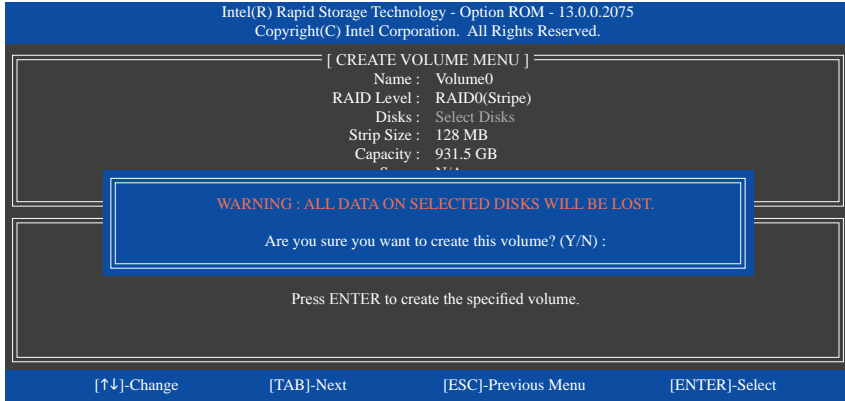 Intel(R) Rapid Storage Technology - Option ROM - 13.0.0.2075
Copyright(C) Intel Corporation. All Rights Reserved.
[ CREATE VOLUME MENU ]
Name : Volume0
RAID Level : RAID0(Stripe)
Disks : Select Disks
Strip Size : 128 MB
Capacity : 931.5 GB
WARNING : ALL DATA ON SELECTED DISKS WILL BE LOST.
Are you sure you want to create this volume? (Y/N) :
Press ENTER to create the specified volume.
[↑↓]-Change [TAB]-Next [ESC]-Previous Menu [ENTER]-Select